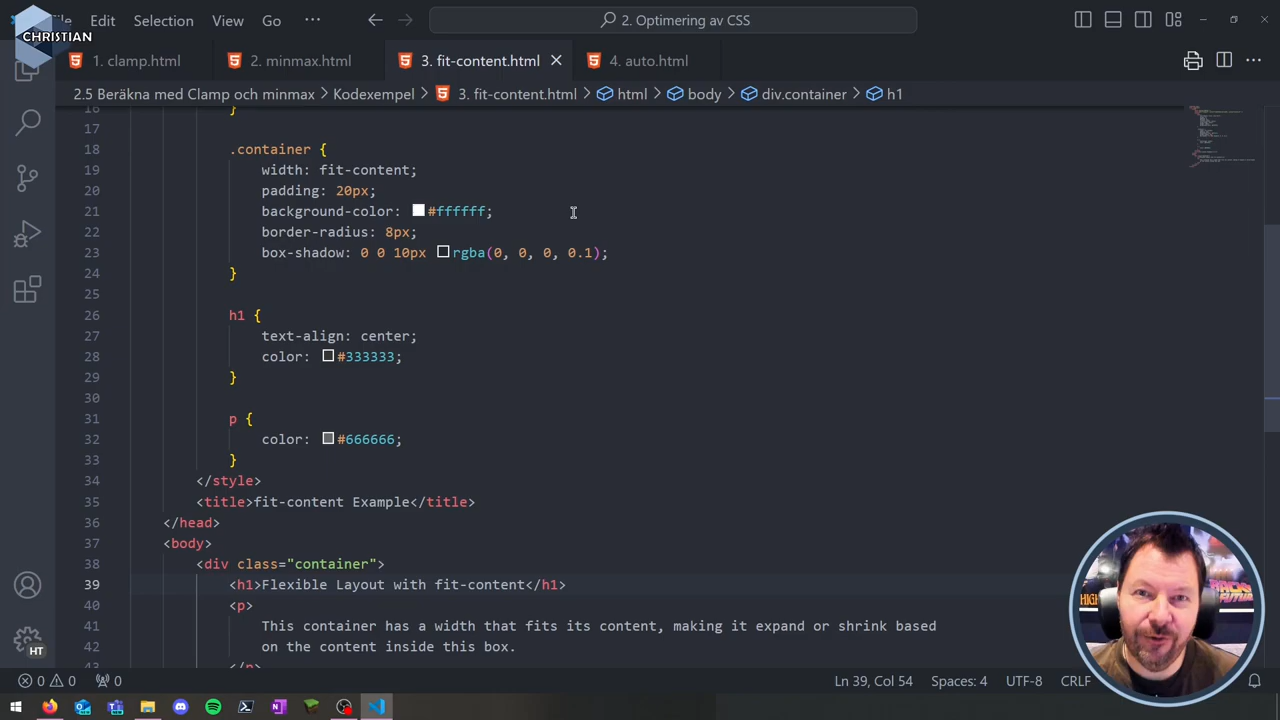 File Edit Selection View Go ···
2. Optimering av CSS
CHRISTIAN
1. clamp.html
2. minmax.html
3. fit-content.html
4. auto.html
2.5 Beräkna med Clamp och minmax > Kodexempel > 3. fit-content.html > html > body > div.container > h1
16 }
17
18 .container {
19 width: fit-content;
20 padding: 20px;
21 background-color: #ffffff;
22 border-radius: 8px;
23 box-shadow: 0 0 10px rgba(0, 0, 0, 0.1);
24 }
25
26 h1 {
27 text-align: center;
28 color: #333333;
29 }
30
31 p {
32 color: #666666;
33 }
34 </style>
35 <title>fit-content Example</title>
36 </head>
37 <body>
38 <div class="container">
39 <h1>Flexible Layout with fit-content</h1>
40 <p>
41 This container has a width that fits its content, making it expand or shrink based
42 on the content inside this box.
43 </p>
HT
0 0 0 Ln 39, Col 54 Spaces: 4 UTF-8 CRLF